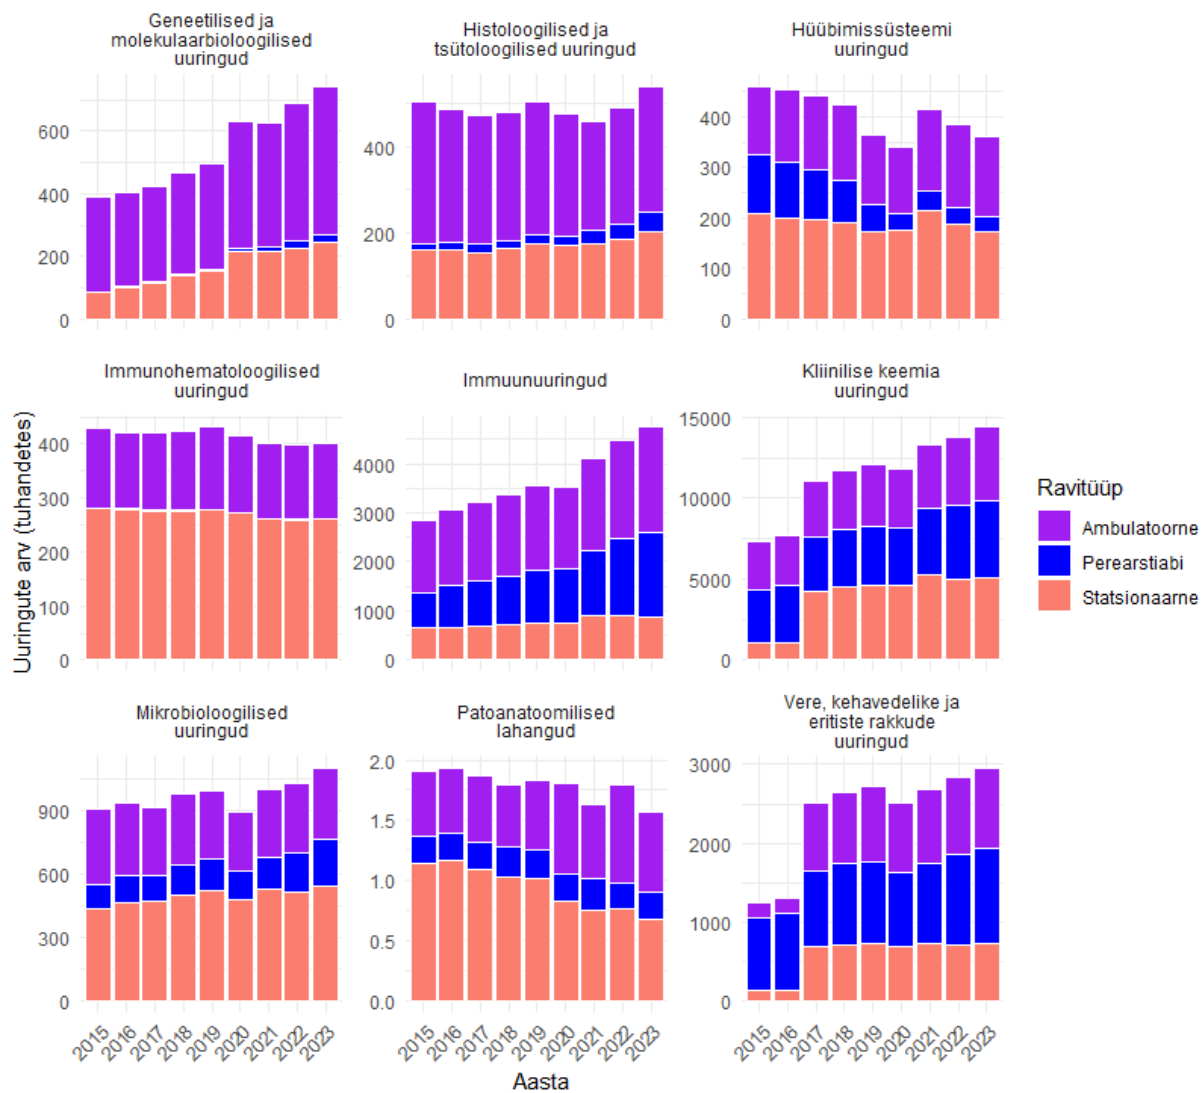 Geneetilised ja
molekulaarbioloogilised
uuringud
Histoloogilised ja
tsütoloogilised uuringud
Hüübimissüsteemi
uuringud
600
400
200
0
400
200
0
400
300
200
100
0
Immunohematoloogilised
uuringud
Immuunuuringud
Kliinilise keemia
uuringud
400
300
200
100
0
4000
3000
2000
1000
0
15000
10000
5000
0
Uuringute arv (tuhandetes)
Ravitüüp
Ambulatoorne
Perearstiabi
Statsionaarne
Mikrobioloogilised
uuringud
Patoanatoomilised
lahangud
Vere, kehavedelike ja
eritiste rakkude
uuringud
900
600
300
0
2.0
1.5
1.0
0.5
0.0
3000
2000
1000
0
2015 2016 2017 2018 2019 2020 2021 2022 2023
2015 2016 2017 2018 2019 2020 2021 2022 2023
2015 2016 2017 2018 2019 2020 2021 2022 2023
Aasta